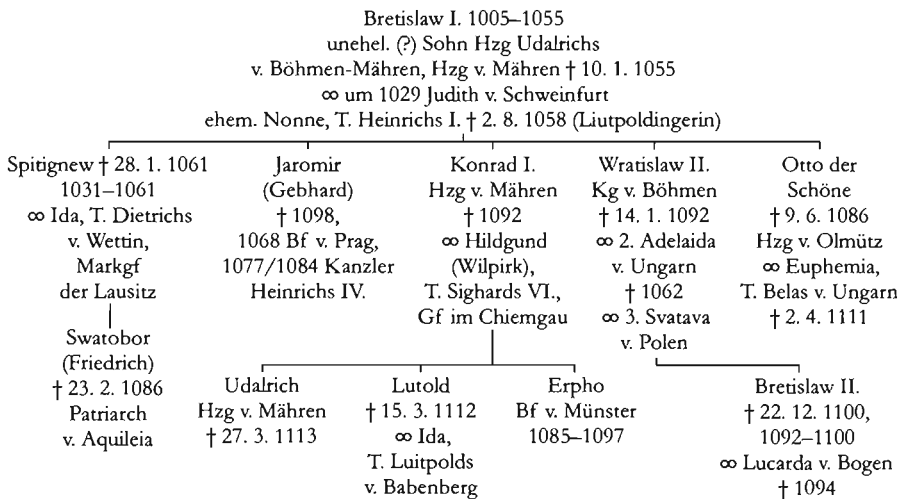 Bretislaw I. 1005–1055
unehel. (?) Sohn Hzg Udalrichs
v. Böhmen-Mähren, Hzg v. Mähren † 10. 1. 1055
∞ um 1029 Judith v. Schweinfurt
ehem. Nonne, T. Heinrichs I. † 2. 8. 1058 (Liutpoldingerin)
Spitignew † 28. 1. 1061
1031–1061
∞ Ida, T. Dietrichs
v. Wettin,
Markgf
der Lausitz
Swatobor
(Friedrich)
† 23. 2. 1086
Patriarch
v. Aquileia
Jaromir
(Gebhard)
† 1098,
1068 Bf v. Prag,
1077/1084 Kanzler
Heinrichs IV.
Konrad I.
Hzg v. Mähren
† 1092
∞ Hildgund
(Wilpirk),
T. Sighards VI.,
Gf im Chiemgau
Udalrich
Hzg v. Mähren
† 27. 3. 1113
Lutold
† 15. 3. 1112
∞ Ida,
T. Luitpolds
v. Babenberg
Erpho
Bf v. Münster
1085–1097
Wratislaw II.
Kg v. Böhmen
† 14. 1. 1092
∞ 2. Adelaida
v. Ungarn
† 1062
∞ 3. Svatava
v. Polen
Bretislaw II.
† 22. 12. 1100,
1092–1100
∞ Lucarda v. Bogen
† 1094
Otto der
Schöne
† 9. 6. 1086
Hzg v. Olmütz
∞ Euphemia,
T. Belas v. Ungarn
† 2. 4. 1111